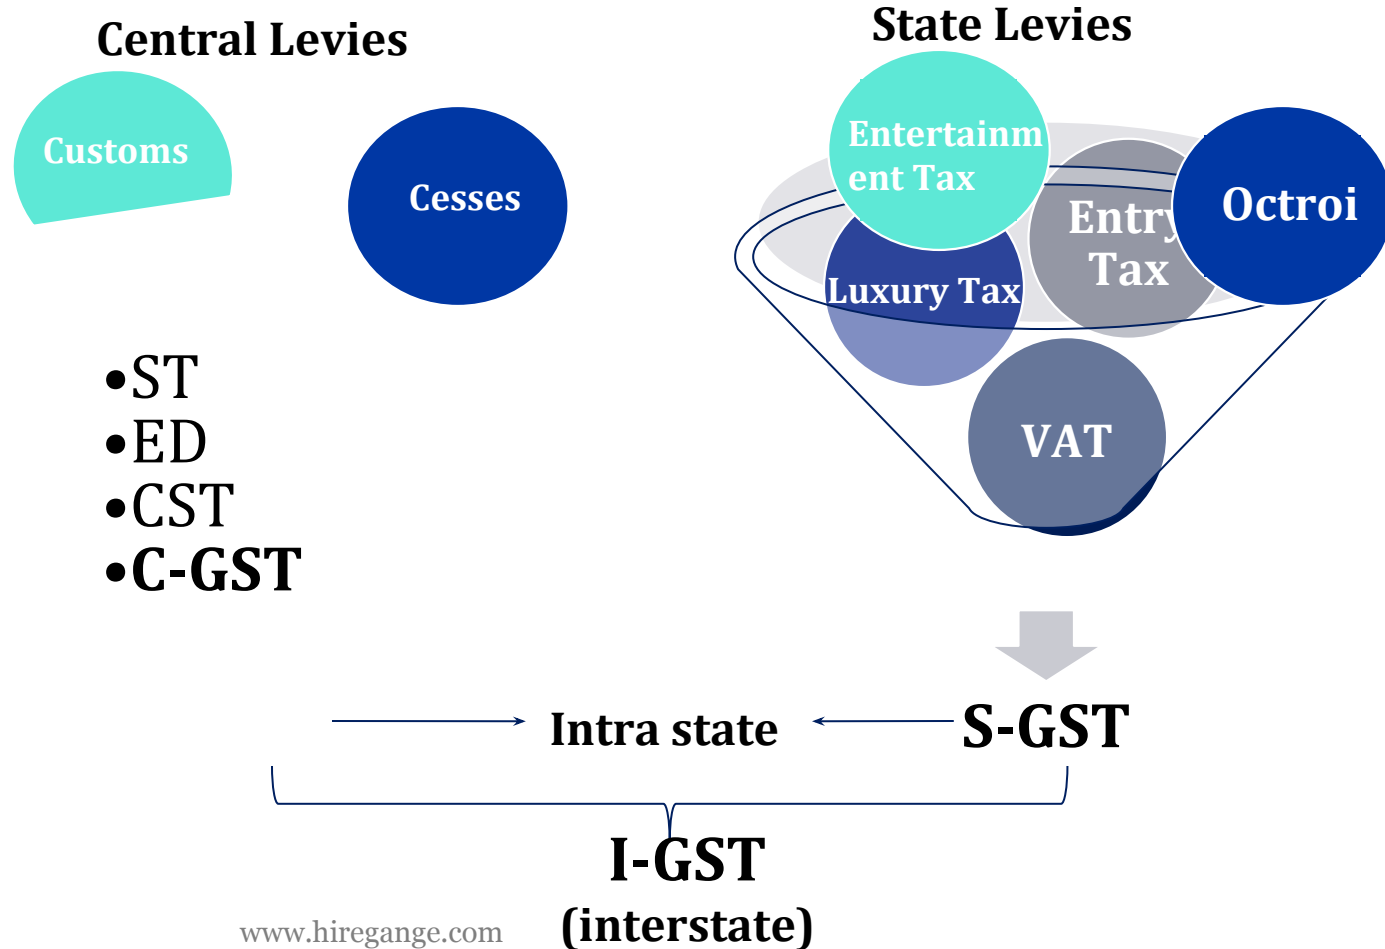 Central Levies
State Levies
Customs
Cesses
Entertainm
ent Tax
Entry
Tax
Octroi
Luxury Tax
VAT
•ST
•ED
•CST
•C-GST
Intra state
S-GST
I-GST
(interstate)
www.hiregange.com